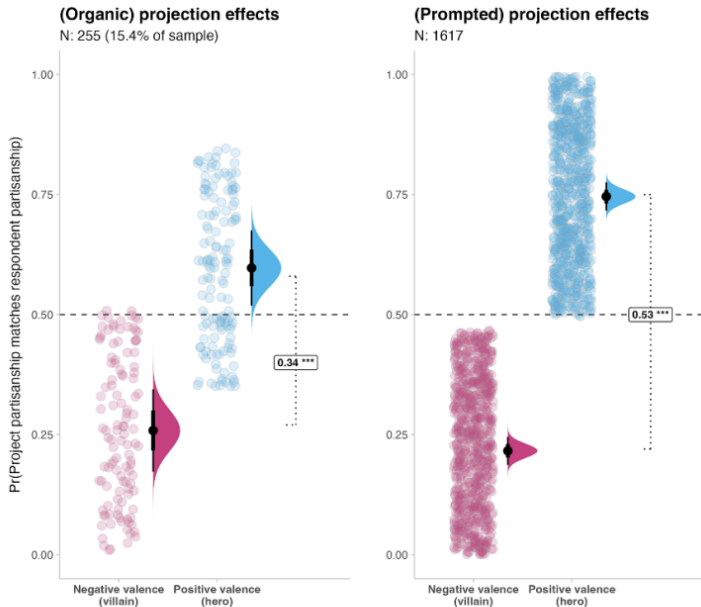 (Organic) projection effects
N: 255 (15.4% of sample)
Pr(Project partisanship matches respondent partisanship)
1.00
0.75
0.50
0.25
0.00
0.34 ***
Negative valence
(villain)
Positive valence
(hero)
(Prompted) projection effects
N: 1617
1.00
0.75
0.50
0.25
0.00
0.53 ***
Negative valence
(villain)
Positive valence
(hero)